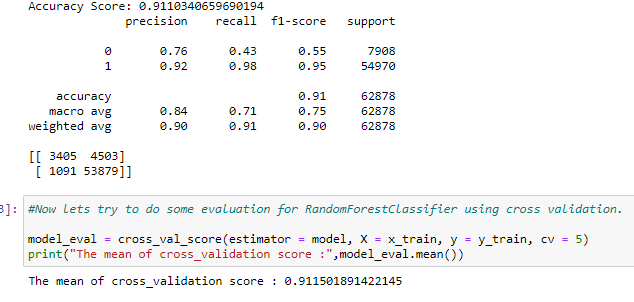 Accuracy Score: 0.9110340659690194
precision recall f1-score support
0 0.76 0.43 0.55 7908
1 0.92 0.98 0.95 54970
accuracy 0.91 62878
macro avg 0.84 0.71 0.75 62878
weighted avg 0.90 0.91 0.90 62878
[[ 3405 4503]
[ 1091 53879]]
3]: #Now lets try to do some evaluation for RandomForestClassifier using cross validation.
model_eval = cross_val_score(estimator = model, X = x_train, y = y_train, cv = 5)
print("The mean of cross_validation score :",model_eval.mean())
The mean of cross_validation score : 0.911501891422145